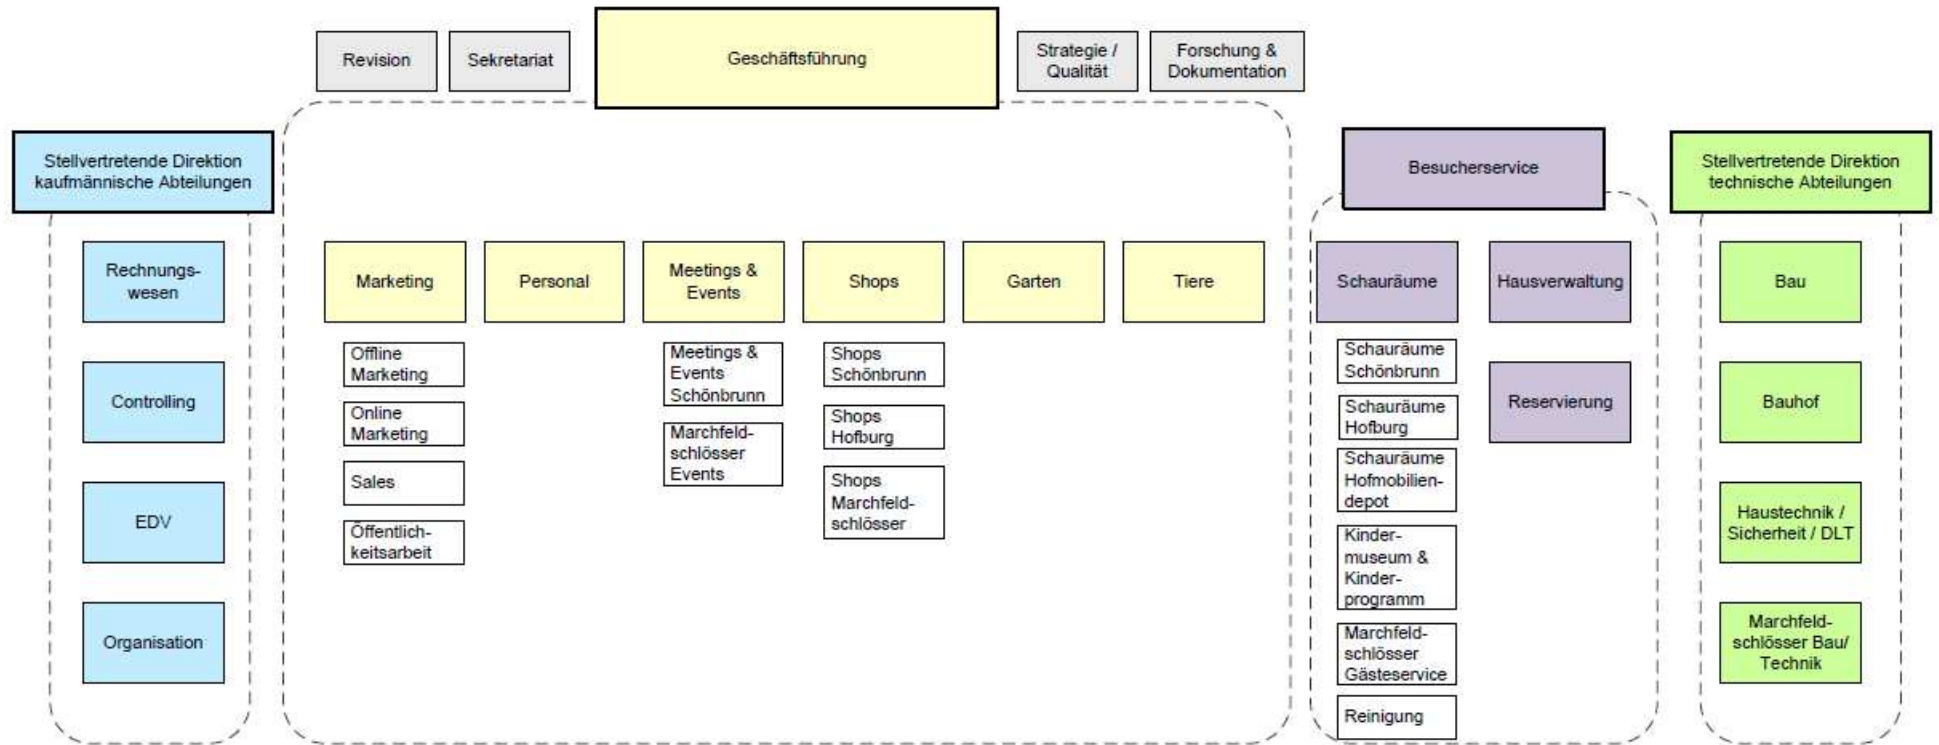 Revision
Sekretariat
Geschäftsführung
Strategie /
Qualität
Forschung &
Dokumentation
Stellvertretende Direktion
kaufmännische Abteilungen
Rechnungs-
wesen
Controlling
EDV
Organisation
Marketing
Offline
Marketing
Online
Marketing
Sales
Öffentlich-
keitsarbeit
Personal
Meetings &
Events
Meetings &
Events
Schönbrunn
Marchfeld-
schlösser
Events
Shops
Shops
Schönbrunn
Shops
Hofburg
Shops
Marchfeld-
schlösser
Garten
Tiere
Besucherservice
Schauräume
Schauräume
Schönbrunn
Schauräume
Hofburg
Schauräume
Hofmobilien-
depot
Kinder-
museum &
Kinder-
programm
Marchfeld-
schlösser
Gästeservice
Reinigung
Hausverwaltung
Reservierung
Stellvertretende Direktion
technische Abteilungen
Bau
Bauhof
Haustechnik /
Sicherheit / DLT
Marchfeld-
schlösser Bau/
Technik